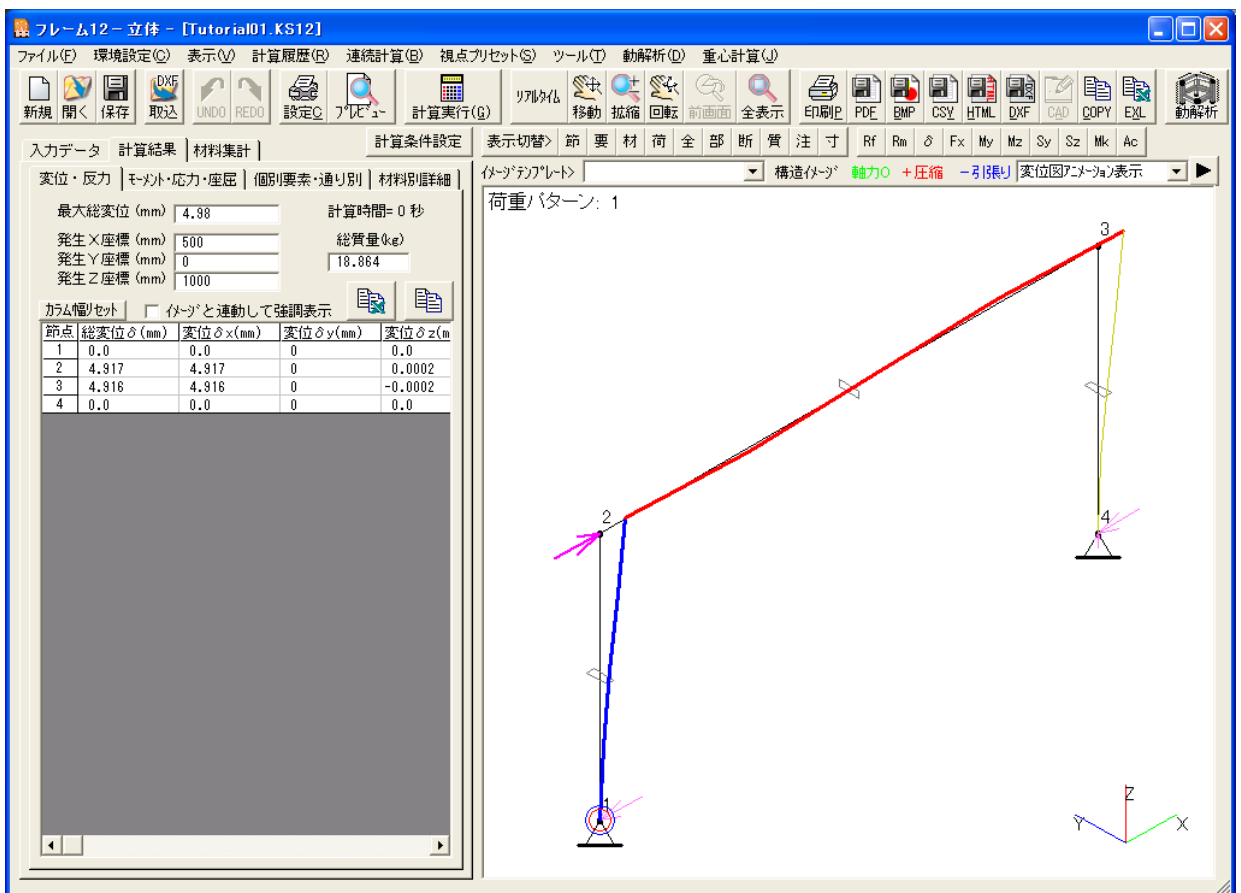 フレーム12－立体 - [Tutorial01.KS12]
ファイル(F) 環境設定(C) 表示(V) 計算履歴(R) 連続計算(B) 視点プリセット(S) ツール(T) 動解析(D) 重心計算(J)
新規 開く 保存 DXF 取込 UNDO REDO 設定C プレビュー 計算実行(G) リアルタイム 移動 拡縮 回転 前画面 全表示 印刷P PDF BMP CSV HTML DXF CAD COPY EXL 動解析
入力データ 計算結果 材料集計 計算条件設定 表示切替> 節 要 材 荷 全 部 断 質 注 寸 Rf Rm δ Fx My Mz Sy Sz Mk Ac
変位・反力 モーメント・応力・座屈 個別要素・通り別 材料別詳細 イメージテンプレート> 構造イメージ 軸力0 +圧縮 -引張り 変位図アニメーション表示
荷重パターン: 1
最大総変位 (mm) 4.98 計算時間= 0 秒
発生X座標 (mm) 500 総質量(kg)
発生Y座標 (mm) 0 18.864
発生Z座標 (mm) 1000
カラム幅リセット イメージと連動して強調表示
節点 総変位δ(mm) 変位δx(mm) 変位δy(mm) 変位δz(m
1 0.0 0.0 0 0.0
2 4.917 4.917 0 0.0002
3 4.916 4.916 0 -0.0002
4 0.0 0.0 0 0.0
3
2
4
1
Z
Y X